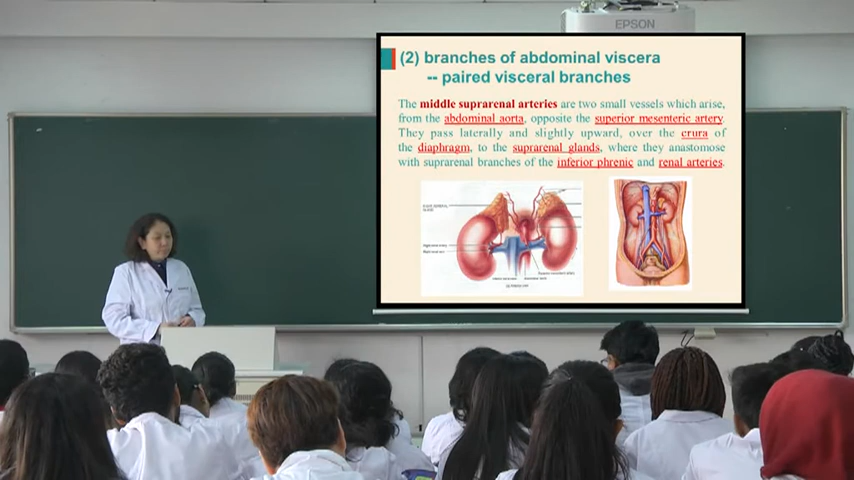 EPSON
(2) branches of abdominal viscera
-- paired visceral branches
The middle suprarenal arteries are two small vessels which arise,
from the abdominal aorta, opposite the superior mesenteric artery.
They pass laterally and slightly upward, over the crura of
the diaphragm, to the suprarenal glands, where they anastomose
with suprarenal branches of the inferior phrenic and renal arteries.